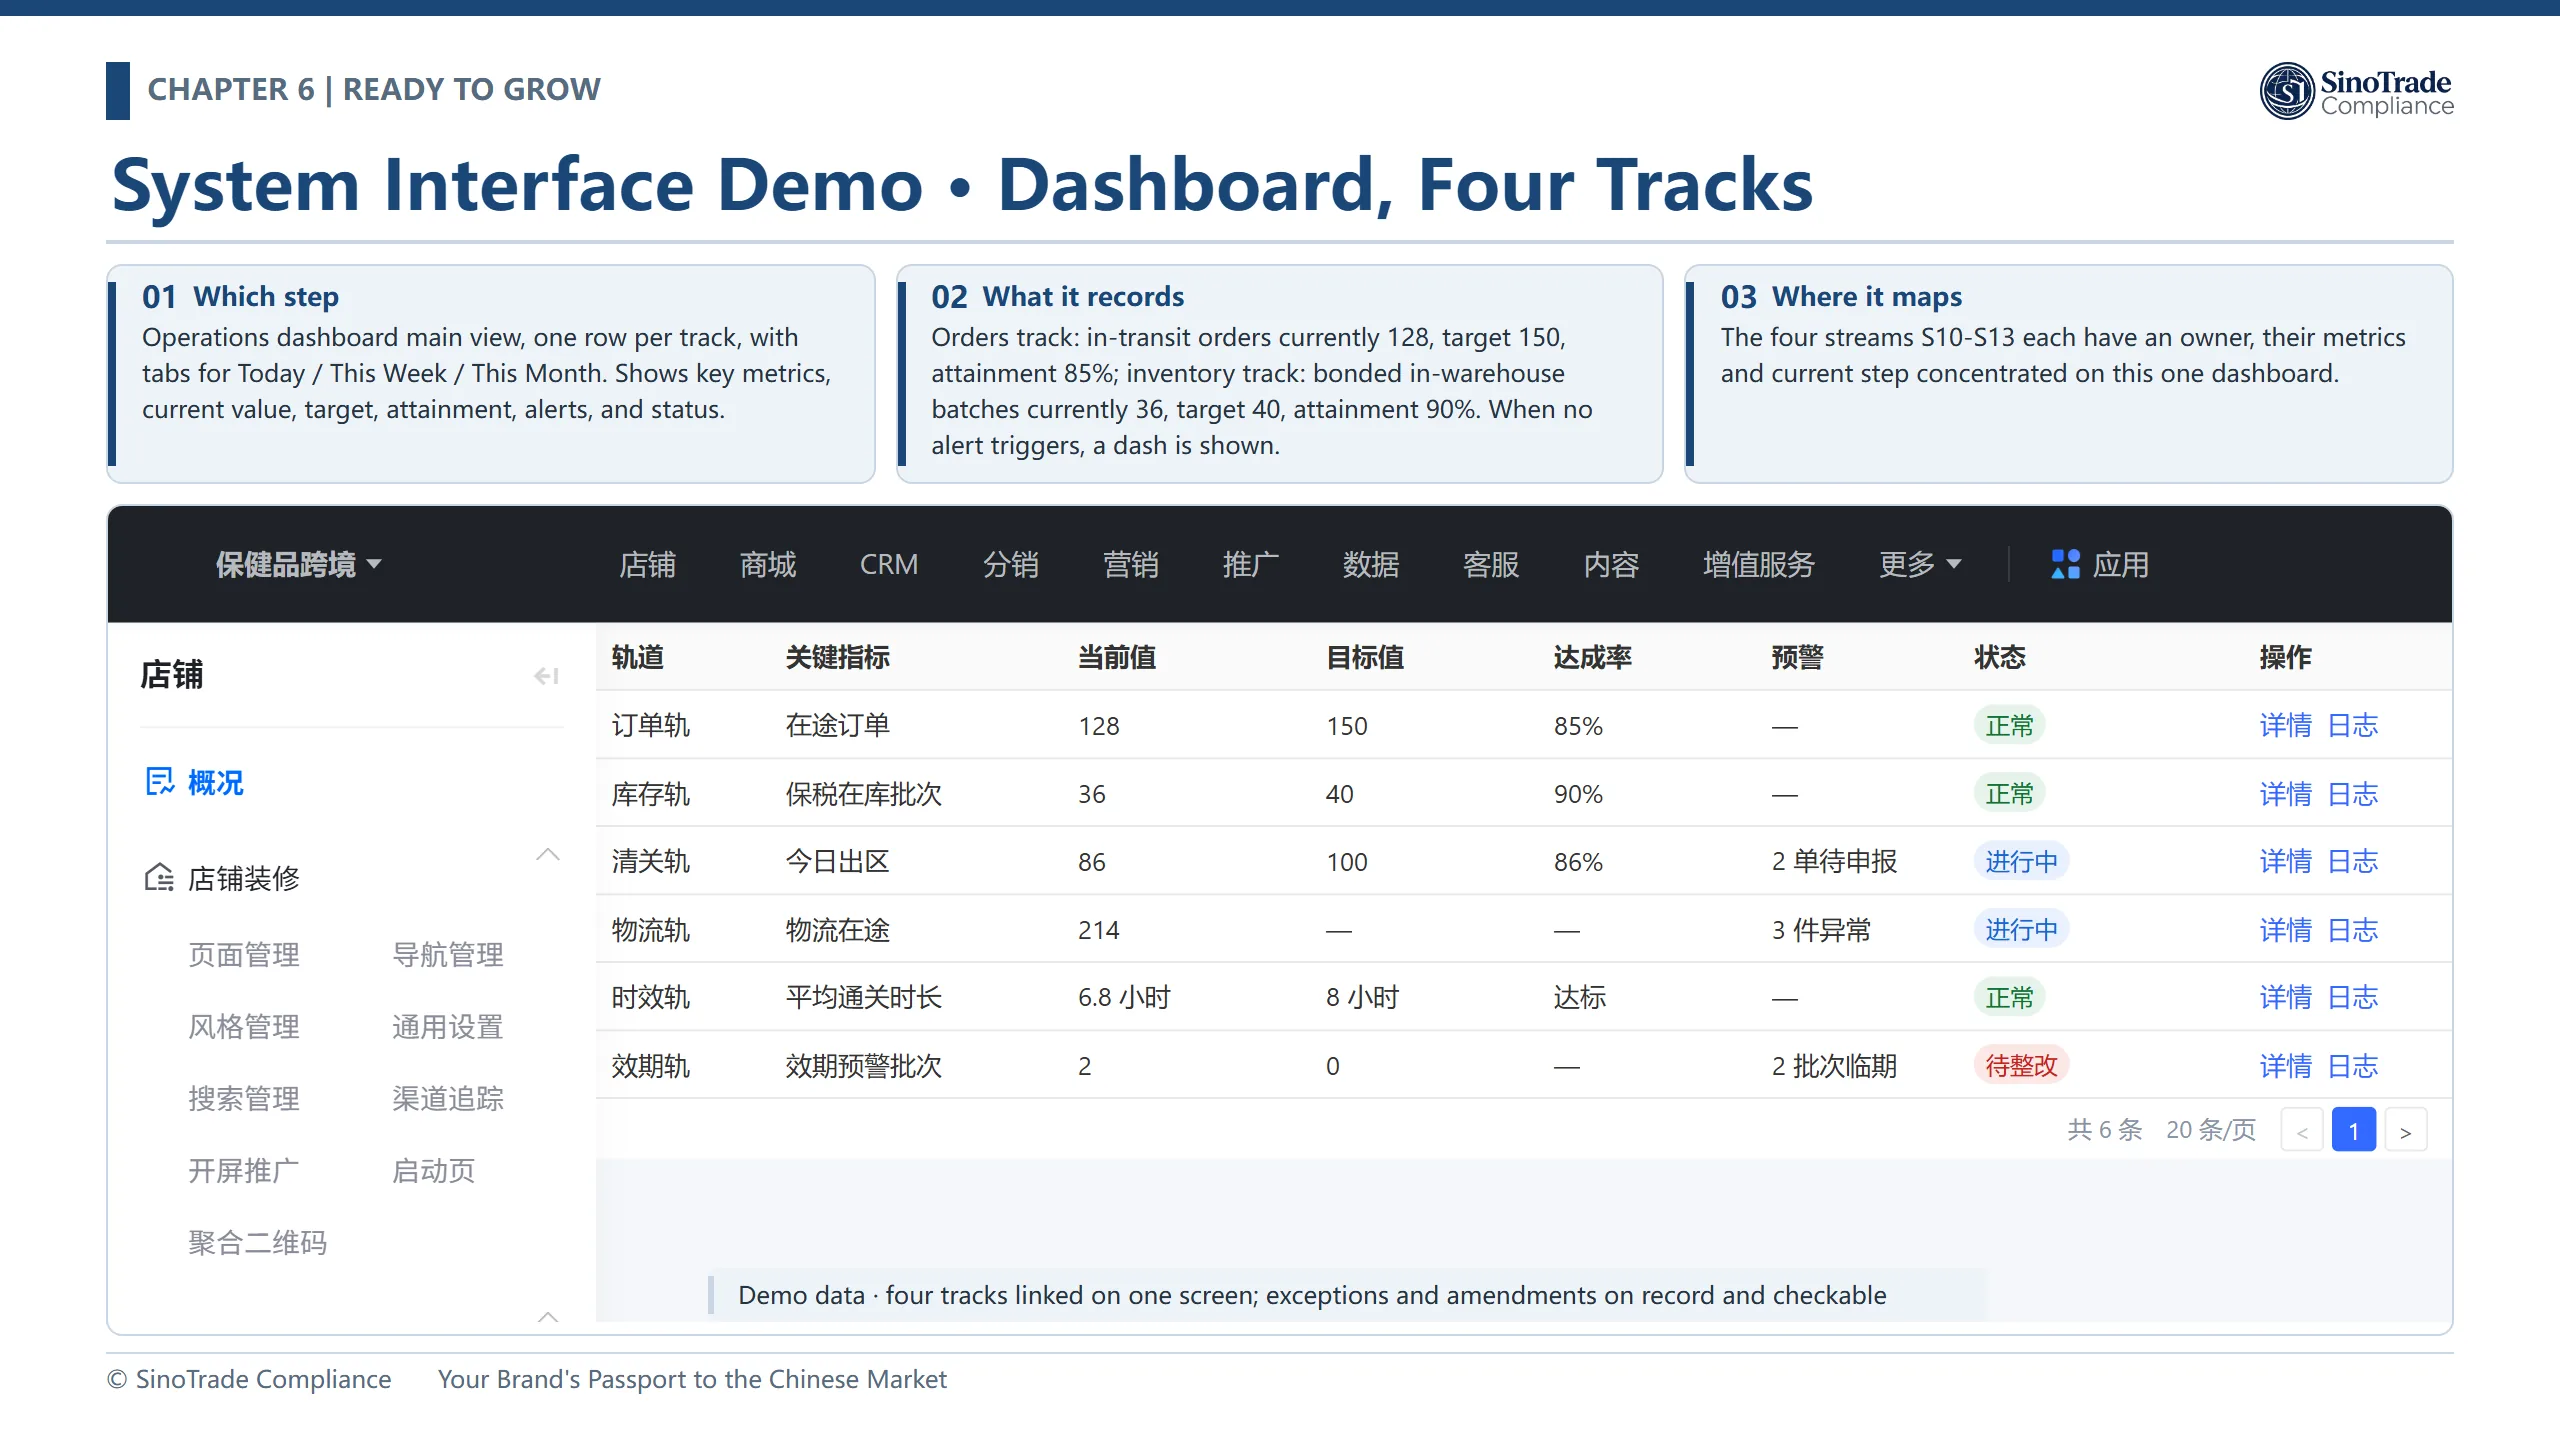 CHAPTER 6 | READY TO GROW
SinoTrade
Compliance
System Interface Demo • Dashboard, Four Tracks
01 Which step
Operations dashboard main view, one row per track, with
tabs for Today / This Week / This Month. Shows key metrics,
current value, target, attainment, alerts, and status.
02 What it records
Orders track: in-transit orders currently 128, target 150,
attainment 85%; inventory track: bonded in-warehouse
batches currently 36, target 40, attainment 90%. When no
alert triggers, a dash is shown.
03 Where it maps
The four streams S10-S13 each have an owner, their metrics
and current step concentrated on this one dashboard.
保健品跨境 店铺 商城 CRM 分销 营销 推广 数据 客服 内容 增值服务 更多 应用
店铺
概况
店铺装修
页面管理 导航管理
风格管理 通用设置
搜索管理 渠道追踪
开屏推广 启动页
聚合二维码
轨道 关键指标 当前值 目标值 达成率 预警 状态 操作
订单轨 在途订单 128 150 85% — 正常 详情 日志
库存轨 保税在库批次 36 40 90% — 正常 详情 日志
清关轨 今日出区 86 100 86% 2 单待申报 进行中 详情 日志
物流轨 物流在途 214 — — 3 件异常 进行中 详情 日志
时效轨 平均通关时长 6.8 小时 8 小时 达标 — 正常 详情 日志
效期轨 效期预警批次 2 0 — 2 批次临期 待整改 详情 日志
共 6 条 20 条/页 < 1 >
Demo data · four tracks linked on one screen; exceptions and amendments on record and checkable
© SinoTrade Compliance Your Brand's Passport to the Chinese Market